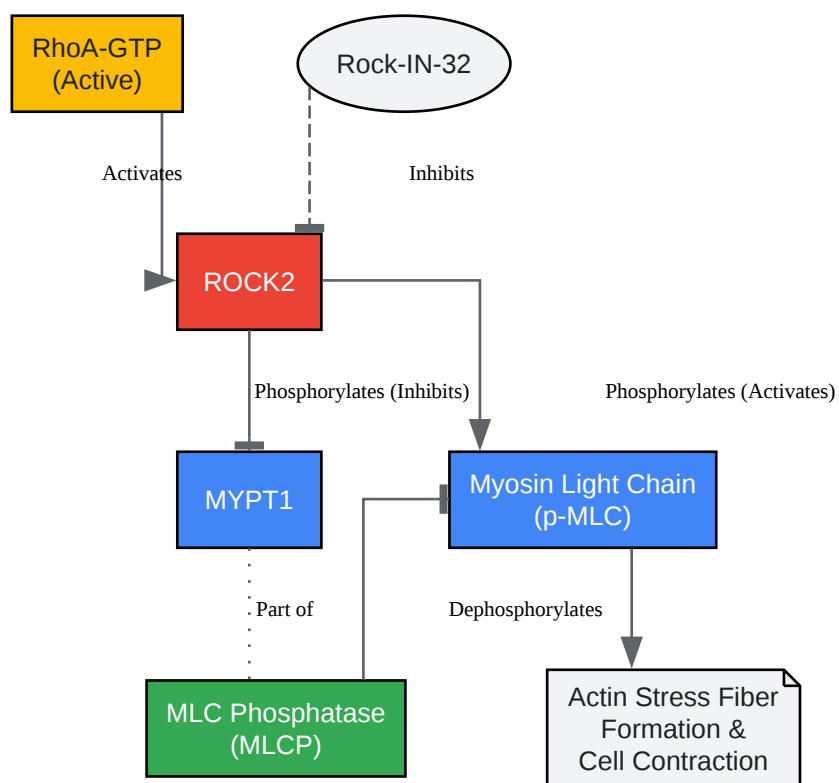 RhoA-GTP
(Active)
Rock-IN-32
Activates
Inhibits
ROCK2
Phosphorylates (Inhibits)
Phosphorylates (Activates)
MYPT1
Myosin Light Chain
(p-MLC)
Part of
Dephosphorylates
MLC Phosphatase
(MLCP)
Actin Stress Fiber
Formation &
Cell Contraction